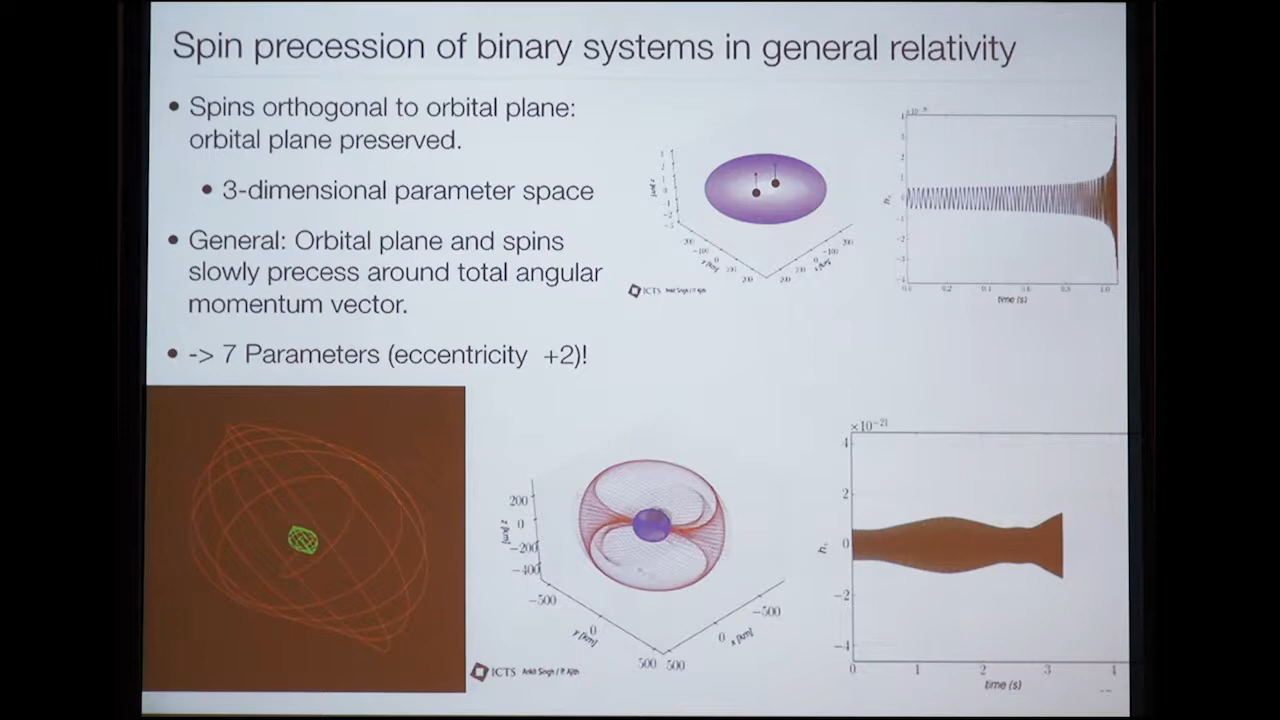 Spin precession of binary systems in general relativity
• Spins orthogonal to orbital plane:
orbital plane preserved.
• 3-dimensional parameter space
• General: Orbital plane and spins
slowly precess around total angular
momentum vector.
• -> 7 Parameters (eccentricity +2)!
ICTS
time (s)
200
0
−200
−400
z [km]
−500
0
500
y [km]
500
0
−500
x [km]
ICTS Ankit Singh / P. Ajith
×10⁻²¹
4
2
0
−2
−4
0 1 2 3 4
time (s)